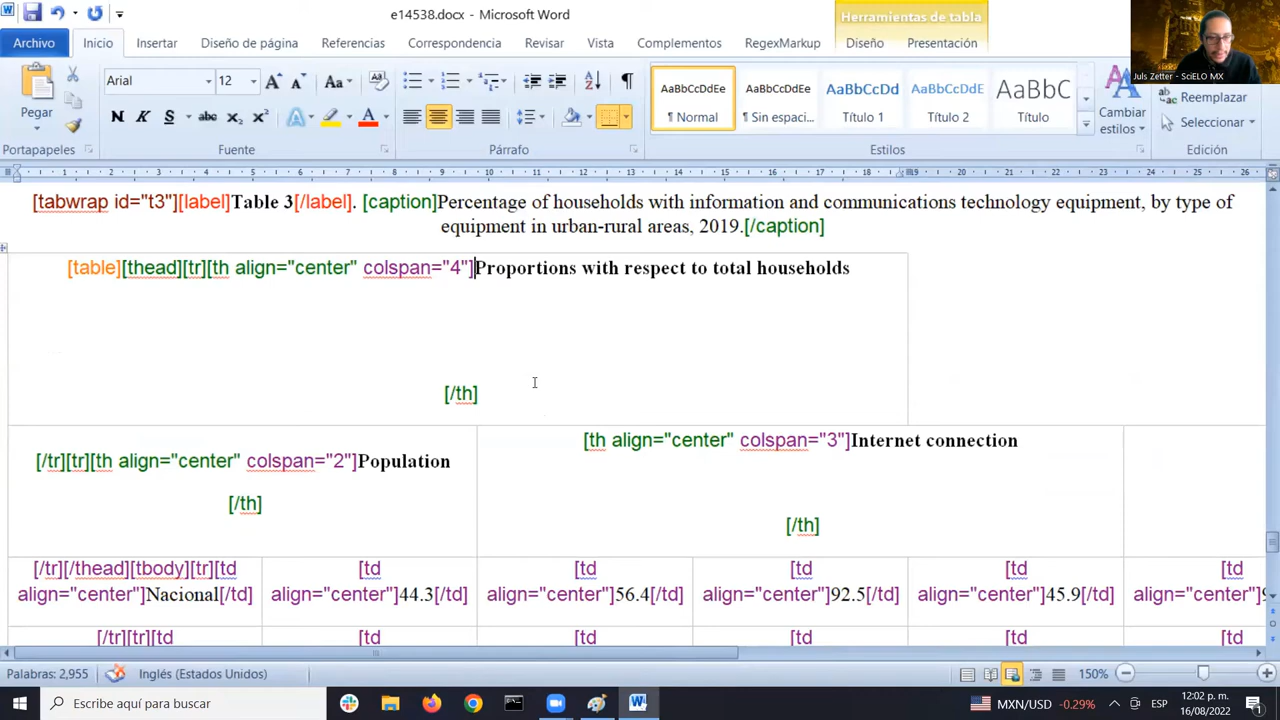 e14538.docx - Microsoft Word
Herramientas de tabla
Archivo Inicio Insertar Diseño de página Referencias Correspondencia Revisar Vista Complementos RegexMarkup Diseño Presentación
Juls Zetter - SciELO MX
Pegar
Portapapeles
Arial 12
N K S abc x₂ x² A A
Fuente
Párrafo
AaBbCcDdEe AaBbCcDdEe AaBbCcDd AaBbCcDdE AaBbC
¶ Normal ¶ Sin espaci... Título 1 Título 2 Título
Cambiar estilos
Estilos
Reemplazar
Seleccionar
Edición
[tabwrap id="t3"][label]Table 3[/label]. [caption]Percentage of households with information and communications technology equipment, by type of
equipment in urban-rural areas, 2019.[/caption]
[table][thead][tr][th align="center" colspan="4"]Proportions with respect to total households
[/th]
[/tr][tr][th align="center" colspan="2"]Population
[/th]
[th align="center" colspan="3"]Internet connection
[/th]
[/tr][/thead][tbody][tr][td
align="center"]Nacional[/td]
[td
align="center"]44.3[/td]
[td
align="center"]56.4[/td]
[td
align="center"]92.5[/td]
[td
align="center"]45.9[/td]
[td
align="center"]9
[/tr][tr][td [td [td [td [td [td
Palabras: 2,955 Inglés (Estados Unidos) 150%
Escribe aquí para buscar
MXN/USD -0.29% ESP
12:02 p. m.
16/08/2022